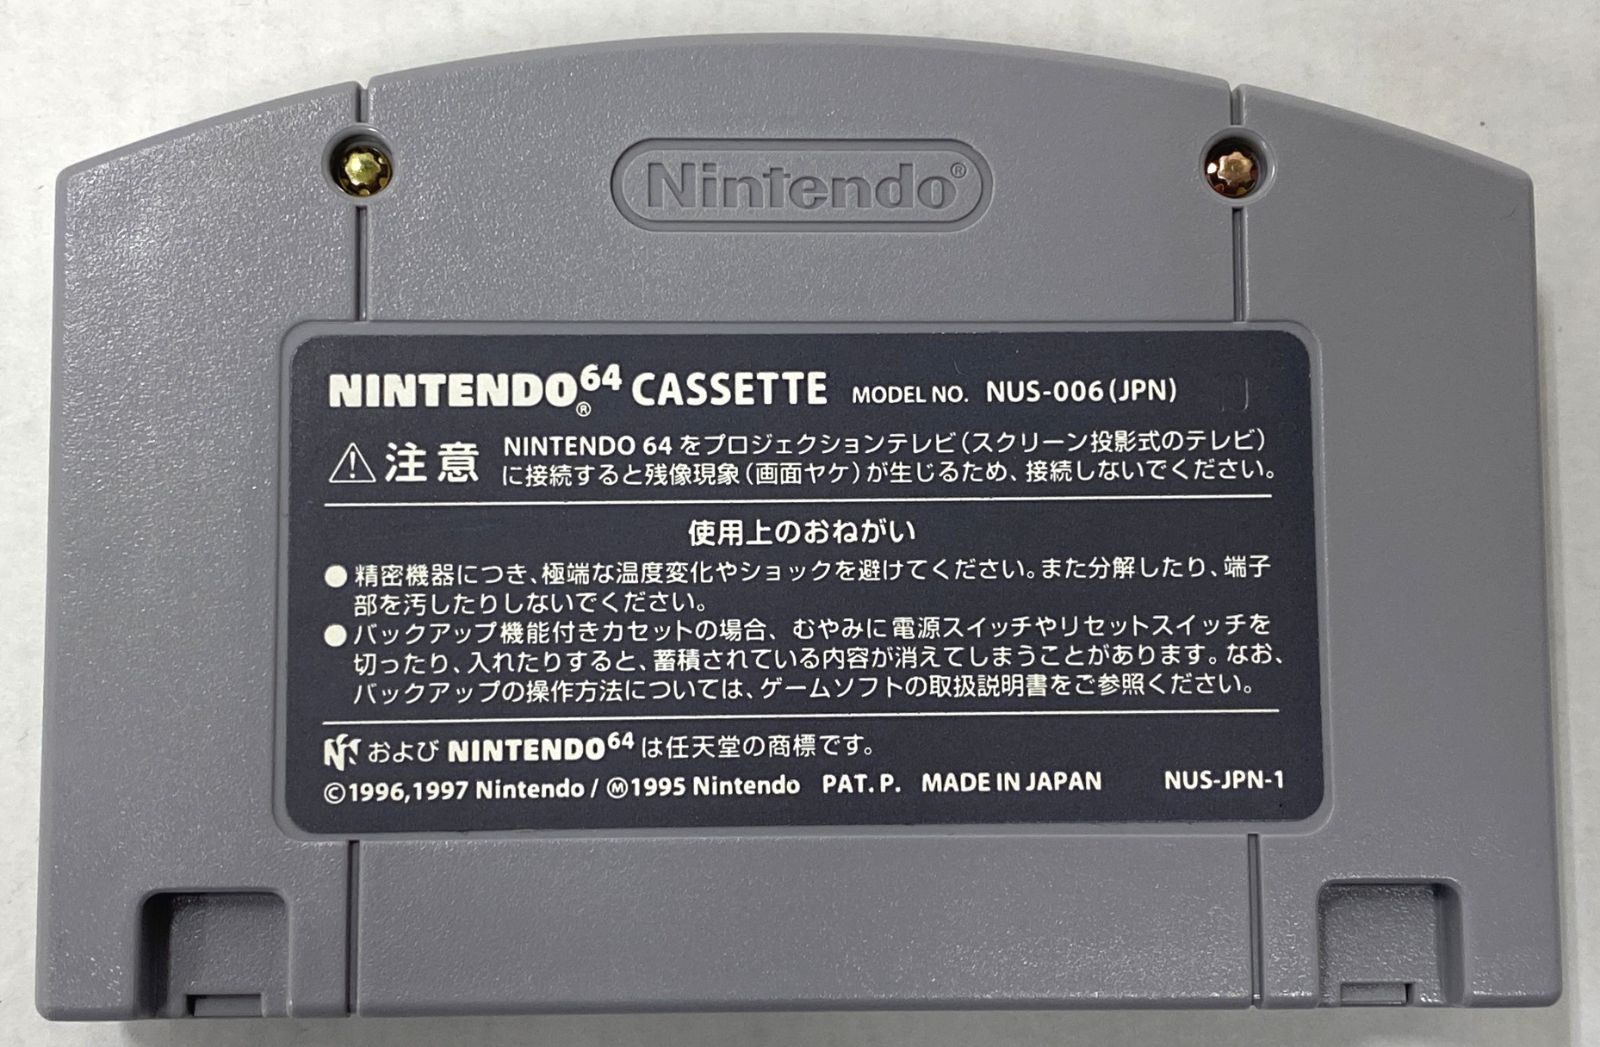 Nintendo®
NINTENDO64® CASSETTE MODEL NO. NUS-006(JPN)
⚠注意 NINTENDO 64 をプロジェクションテレビ(スクリーン投影式のテレビ)
に接続すると残像現象(画面ヤケ)が生じるため、接続しないでください。
使用上のおねがい
●精密機器につき、極端な温度変化やショックを避けてください。また分解したり、端子
部を汚したりしないでください。
●バックアップ機能付きカセットの場合、むやみに電源スイッチやリセットスイッチを
切ったり、入れたりすると、蓄積されている内容が消えてしまうことがあります。なお、
バックアップの操作方法については、ゲームソフトの取扱説明書をご参照ください。
および NINTENDO64 は任天堂の商標です。
©1996,1997 Nintendo / Ⓜ1995 Nintendo PAT. P. MADE IN JAPAN NUS-JPN-1